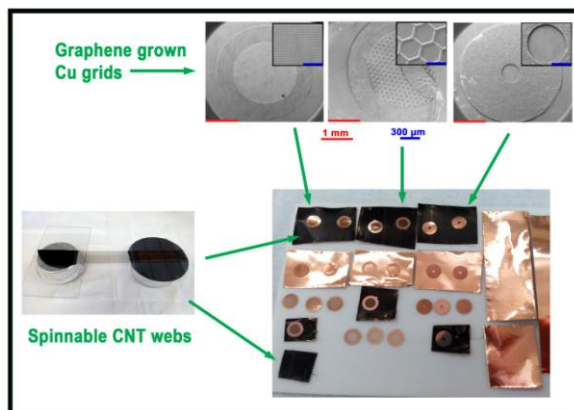 Graphene grown
Cu grids
1 mm
300 µm
Spinnable CNT webs